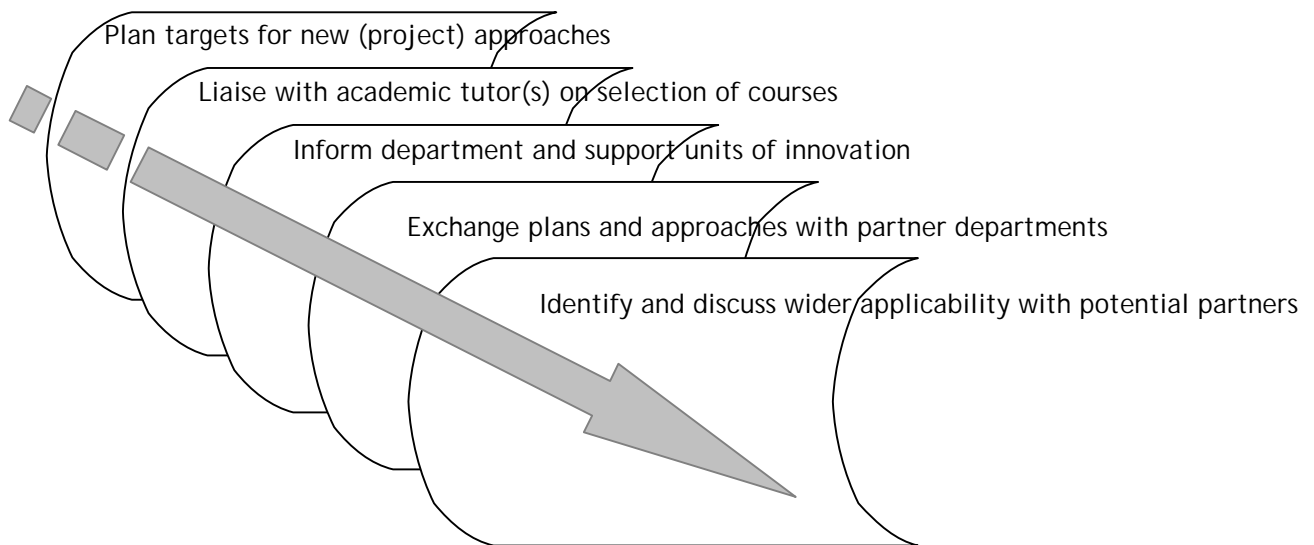 Plan targets for new (project) approaches
Liaise with academic tutor(s) on selection of courses
Inform department and support units of innovation
Exchange plans and approaches with partner departments
Identify and discuss wider applicability with potential partners